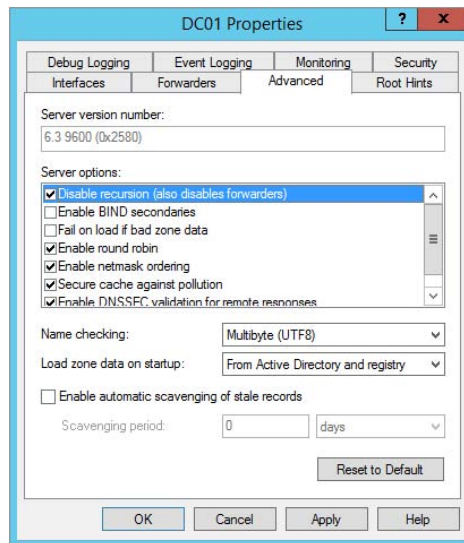 DC01 Properties
? x
Debug Logging Event Logging Monitoring Security
Interfaces Forwarders Advanced Root Hints
Server version number:
6.3 9600 (0x2580)
Server options:
Disable recursion (also disables forwarders)
Enable BIND secondaries
Fail on load if bad zone data
Enable round robin
Enable netmask ordering
Secure cache against pollution
Enable DNSSEC validation for remote responses
Name checking: Multibyte (UTF8)
Load zone data on startup: From Active Directory and registry
Enable automatic scavenging of stale records
Scavenging period: 0 days
Reset to Default
OK Cancel Apply Help